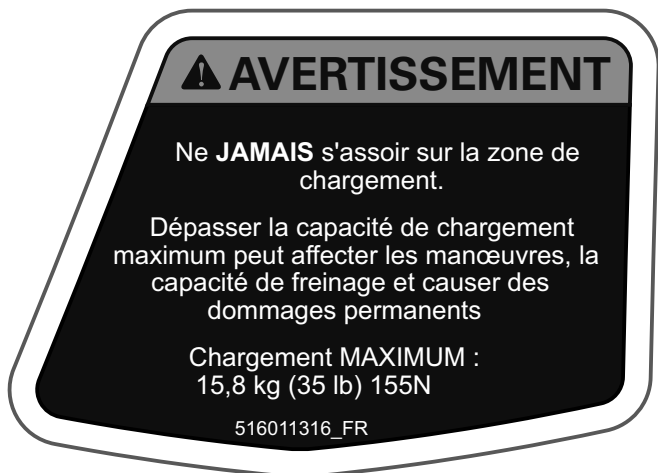 AVERTISSEMENT
Ne JAMAIS s'assoir sur la zone de
chargement.
Dépasser la capacité de chargement
maximum peut affecter les manœuvres, la
capacité de freinage et causer des
dommages permanents
Chargement MAXIMUM :
15,8 kg (35 lb) 155N
516011316_FR